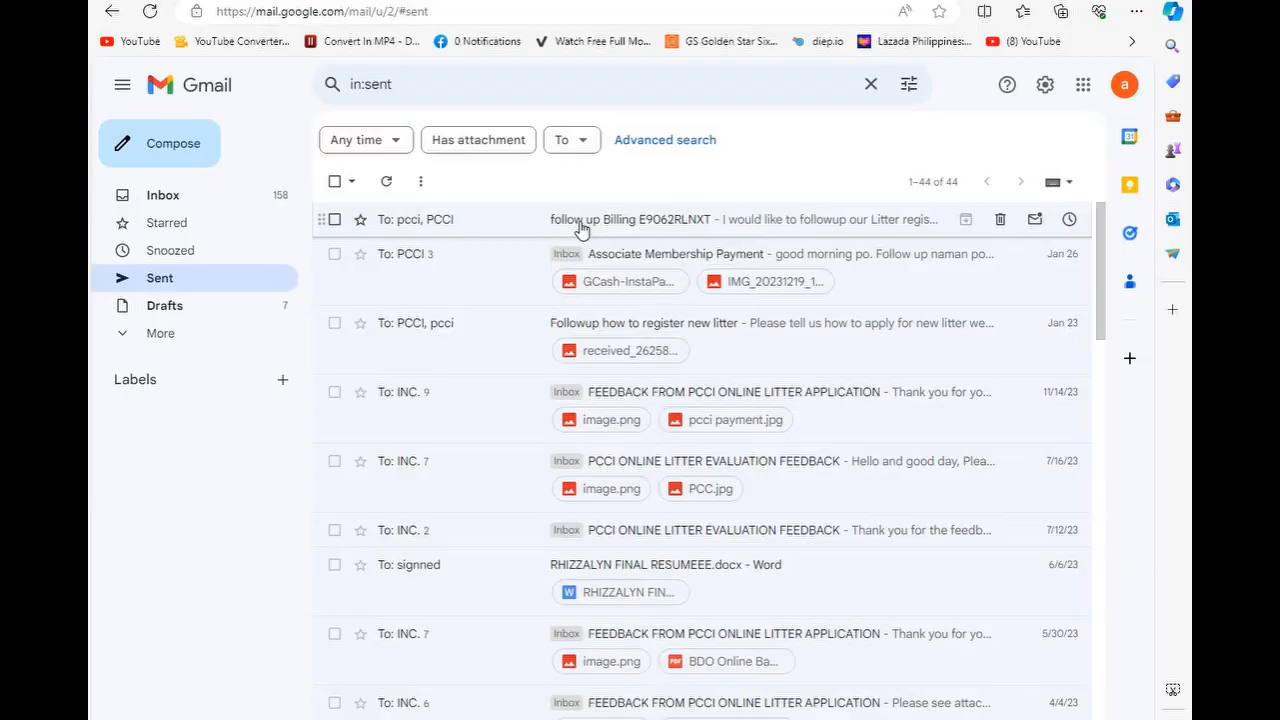 https://mail.google.com/mail/u/2/#sent
YouTube YouTube Converter... Convert In MP4 - D... 0 Notifications Watch Free Full Mo... GS Golden Star Six... diep.io Lazada Philippines:... (8) YouTube
Gmail
in:sent
a
Compose
Any time Has attachment To Advanced search
1–44 of 44
Inbox 158
Starred
Snoozed
Sent
Drafts 7
More
Labels
To: pcci, PCCI follow up Billing E9062RLNXT - I would like to followup our Litter regis...
To: PCCI 3 Inbox Associate Membership Payment - good morning po. Follow up naman po... Jan 26
GCash-InstaPa... IMG_20231219_1...
To: PCCI, pcci Followup how to register new litter - Please tell us how to apply for new litter we... Jan 23
received_26258...
To: INC. 9 Inbox FEEDBACK FROM PCCI ONLINE LITTER APPLICATION - Thank you for yo... 11/14/23
image.png pcci payment.jpg
To: INC. 7 Inbox PCCI ONLINE LITTER EVALUATION FEEDBACK - Hello and good day, Plea... 7/16/23
image.png PCC.jpg
To: INC. 2 Inbox PCCI ONLINE LITTER EVALUATION FEEDBACK - Thank you for the feedb... 7/12/23
To: signned RHIZZALYN FINAL RESUMEEE.docx - Word 6/6/23
W RHIZZALYN FIN...
To: INC. 7 Inbox FEEDBACK FROM PCCI ONLINE LITTER APPLICATION - Thank you for yo... 5/30/23
image.png PDF BDO Online Ba...
To: INC. 6 Inbox FEEDBACK FROM PCCI ONLINE LITTER APPLICATION - Please see attac... 4/4/23